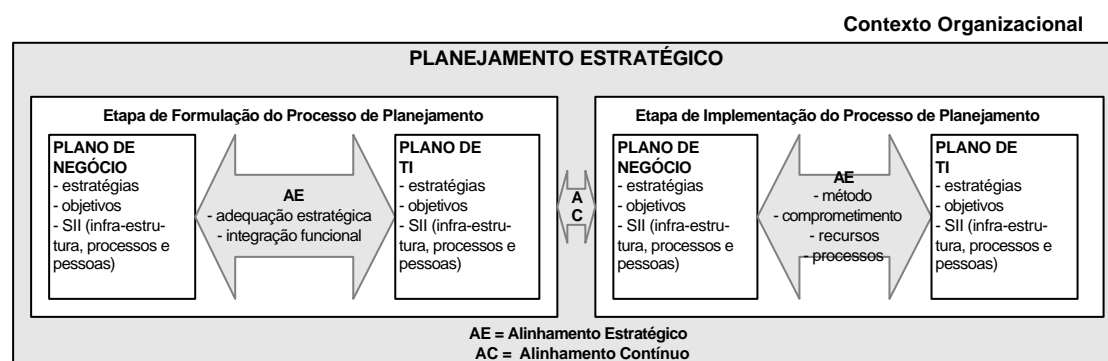 Contexto Organizacional
PLANEJAMENTO ESTRATÉGICO
Etapa de Formulação do Processo de Planejamento
PLANO DE
NEGÓCIO
- estratégias
- objetivos
- SII (infra-estru-
tura, processos e
pessoas)
AE
- adequação estratégica
- integração funcional
PLANO DE
TI
- estratégias
- objetivos
- SII (infra-estru-
tura, processos e
pessoas)
A
C
Etapa de Implementação do Processo de Planejamento
PLANO DE
NEGÓCIO
- estratégias
- objetivos
- SII (infra-estru-
tura, processos e
pessoas)
AE
- método
- comprometimento
- recursos
- processos
PLANO DE
TI
- estratégias
- objetivos
- SII (infra-estru-
tura, processos e
pessoas)
AE = Alinhamento Estratégico
AC = Alinhamento Contínuo